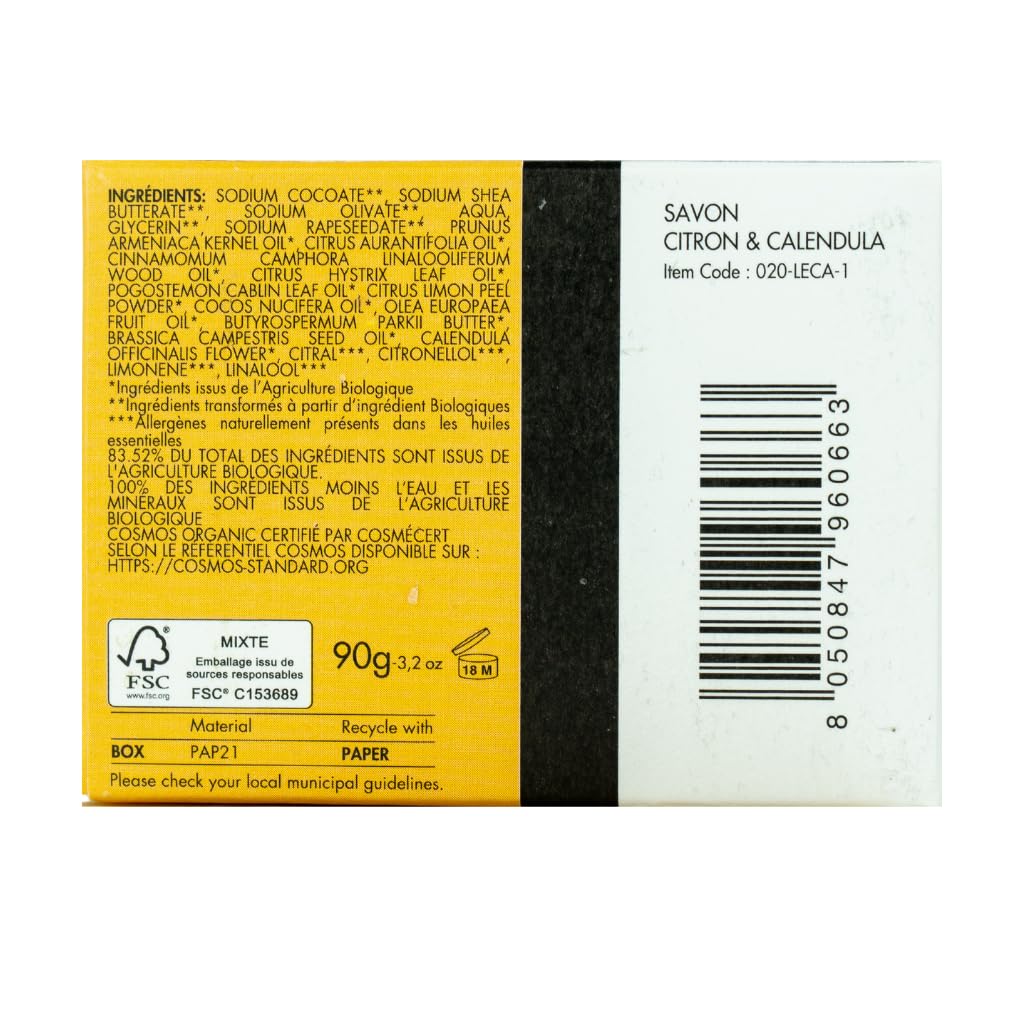 INGRÉDIENTS: SODIUM COCOATE**, SODIUM SHEA
BUTTERATE**, SODIUM OLIVATE**, AQUA,
GLYCERIN**, SODIUM RAPESEEDATE**, PRUNUS
ARMENIACA KERNEL OIL*, CITRUS AURANTIFOLIA OIL*,
CINNAMOMUM CAMPHORA LINALOOLIFERUM
WOOD OIL*, CITRUS HYSTRIX LEAF OIL*,
POGOSTEMON CABLIN LEAF OIL*, CITRUS LIMON PEEL
POWDER*, COCOS NUCIFERA OIL*, OLEA EUROPAEA
FRUIT OIL*, BUTYROSPERMUM PARKII BUTTER*,
BRASSICA CAMPESTRIS SEED OIL*, CALENDULA
OFFICINALIS FLOWER*, CITRAL***, CITRONELLOL***,
LIMONENE***, LINALOOL***
*Ingrédients issus de l'Agriculture Biologique
**Ingrédients transformés à partir d'ingrédient Biologiques
***Allergènes naturellement présents dans les huiles
essentielles
83.52% DU TOTAL DES INGRÉDIENTS SONT ISSUS DE
L'AGRICULTURE BIOLOGIQUE.
100% DES INGRÉDIENTS MOINS L'EAU ET LES
MINÉRAUX SONT ISSUS DE L'AGRICULTURE
BIOLOGIQUE
COSMOS ORGANIC CERTIFIÉ PAR COSMÉCERT
SELON LE RÉFÉRENTIEL COSMOS DISPONIBLE SUR :
HTTPS://COSMOS-STANDARD.ORG
FSC
www.fsc.org
MIXTE
Emballage issu de
sources responsables
FSC® C153689
90g-3,2 oz
18 M
Material Recycle with
BOX PAP21 PAPER
Please check your local municipal guidelines.
SAVON
CITRON & CALENDULA
Item Code : 020-LECA-1
8 050847 960663